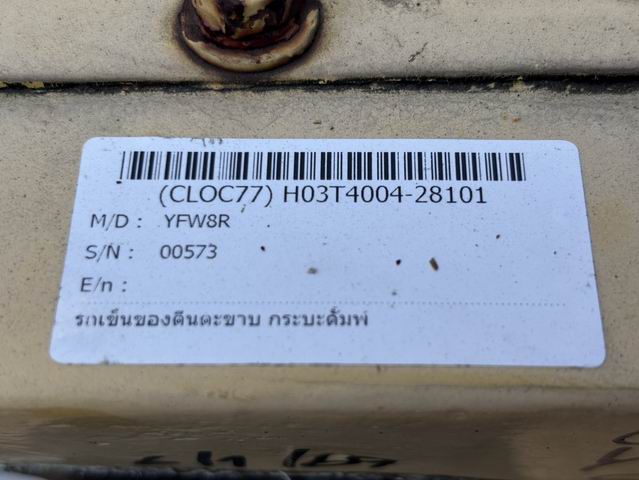 (CLOC77) H03T4004-28101
M/D : YFW8R
S/N : 00573
E/n :
รถเข็นของตีนตะขาบ กระบะดั้มพ์